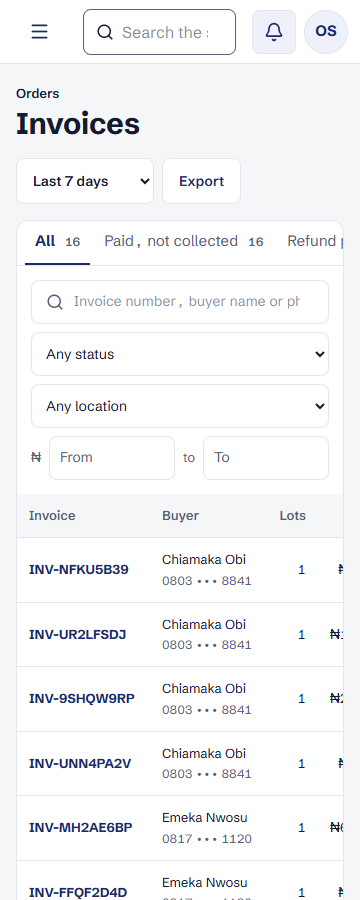 Search the s
OS
Orders
Invoices
Last 7 days
Export
All 16 Paid, not collected 16 Refund
Invoice number, buyer name or ph
Any status
Any location
₦ From to To
Invoice Buyer Lots
INV-NFKU5B39 Chiamaka Obi 1 ₦
0803 ••• 8841
INV-UR2LFSDJ Chiamaka Obi 1 ₦
0803 ••• 8841
INV-9SHQW9RP Chiamaka Obi 1 ₦
0803 ••• 8841
INV-UNN4PA2V Chiamaka Obi 1 ₦
0803 ••• 8841
INV-MH2AE6BP Emeka Nwosu 1 ₦
0817 ••• 1120
INV-FFQF2D4D Emeka Nwosu 1 ₦